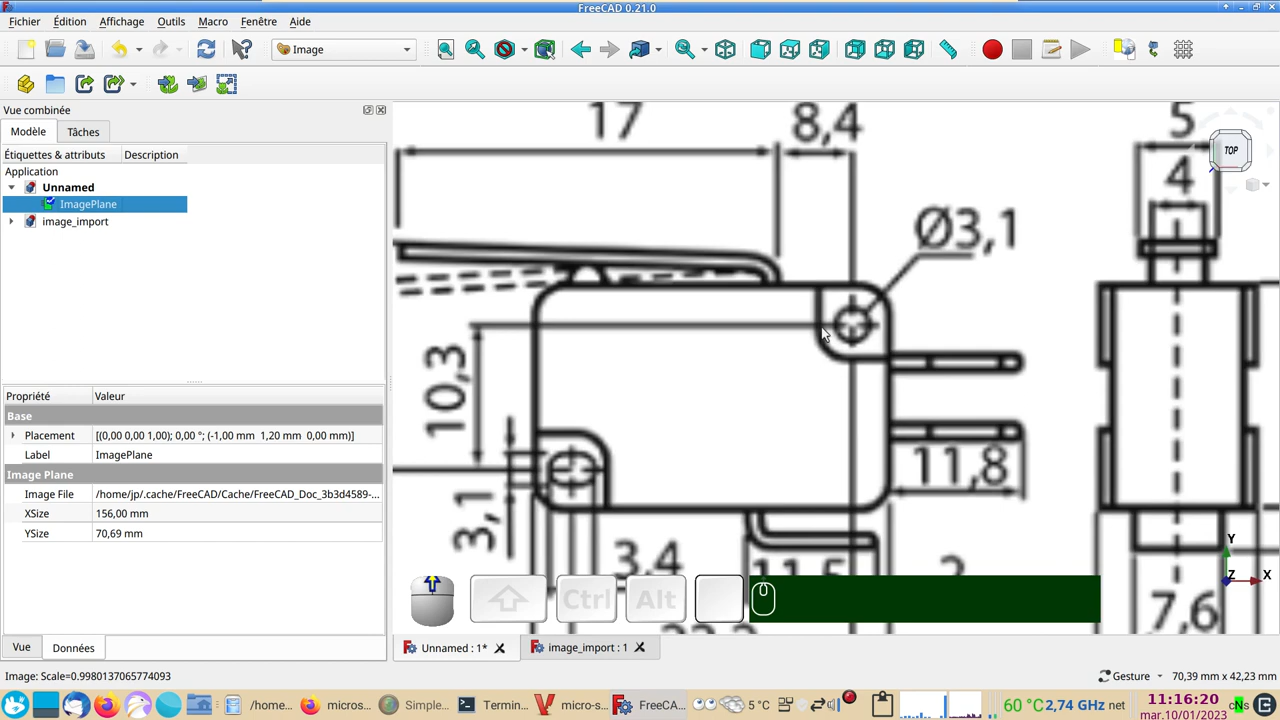 FreeCAD 0.21.0
Fichier Édition Affichage Outils Macro Fenêtre Aide
Image
Vue combinée
Modèle Tâches
Étiquettes & attributs Description
Application
Unnamed
ImagePlane
image_import
Propriété Valeur
Base
Placement [(0,00 0,00 1,00); 0,00 °; (-1,00 mm 1,20 mm 0,00 mm)]
Label ImagePlane
Image Plane
Image File /home/jp/.cache/FreeCAD/Cache/FreeCAD_Doc_3b3d4589-...
XSize 156,00 mm
YSize 70,69 mm
Vue Données
17 8,4 5
TOP
4
Ø3,1
10,3
11,8
3,1
3,4
11,5
2
7,6
Y
Z X
Ctrl Alt
Unnamed : 1* image_import : 1
Image: Scale=0.9980137065774093 Gesture 70,39 mm x 42,23 mm
/home... micros... Simple... Termin... micro-s... FreeCA... 5 °C 60 °C 2,74 GHz net 11:16:20
mar.10/01/2023